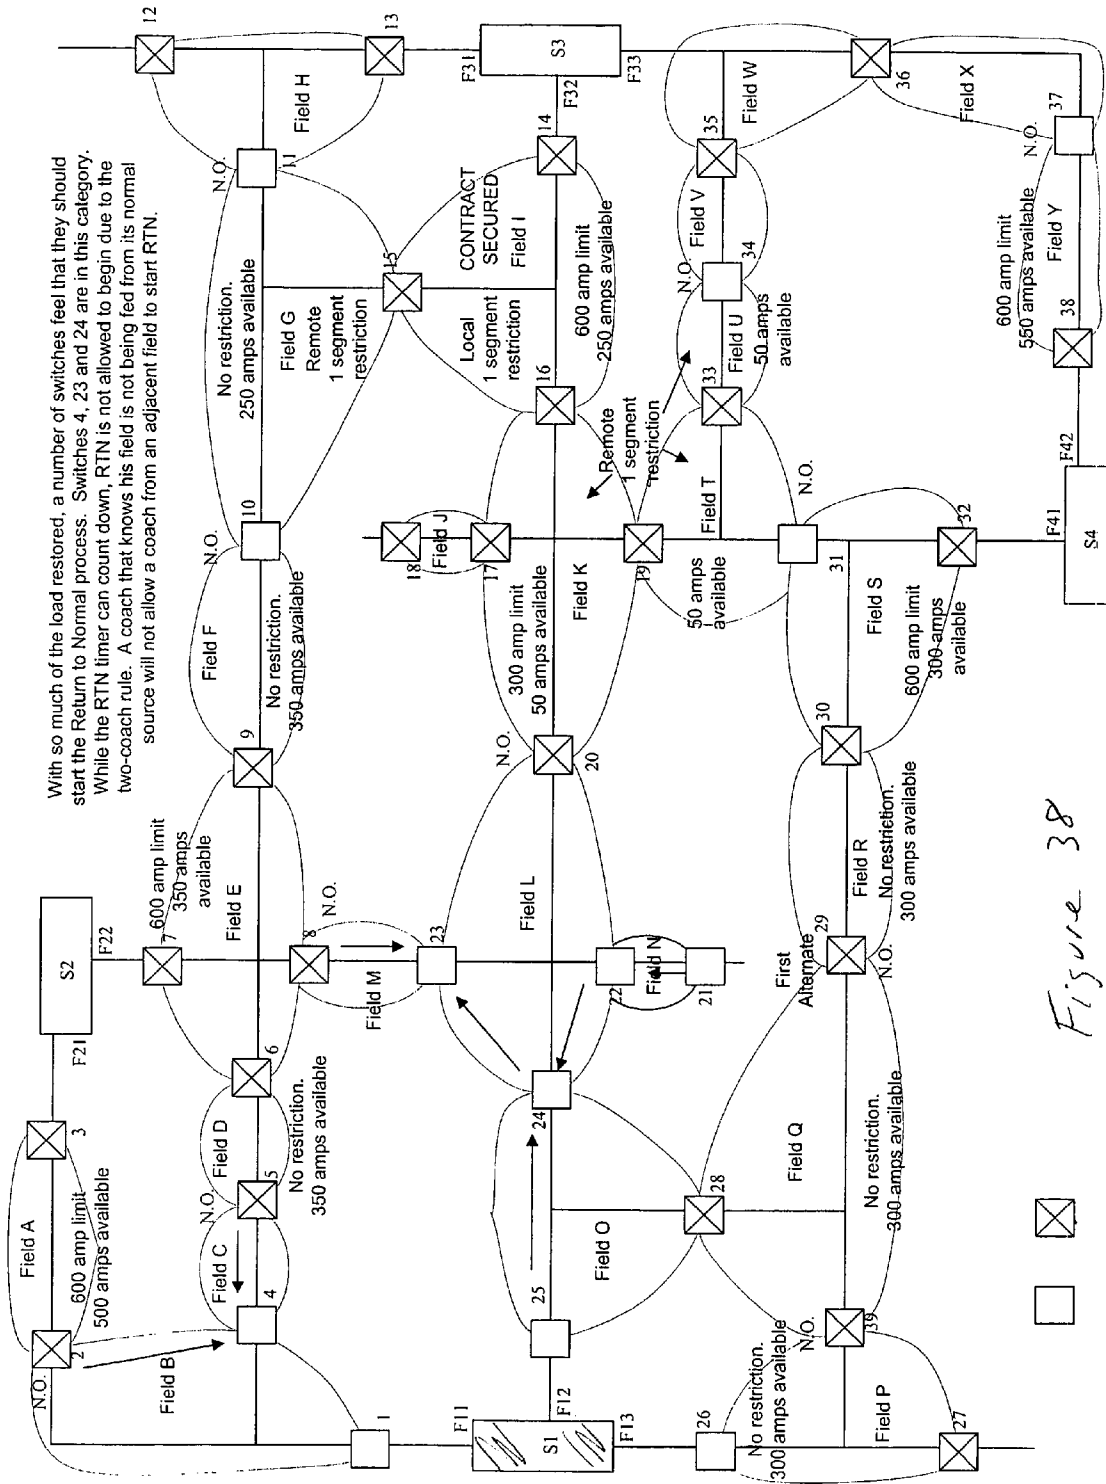 With so much of the load restored, a number of switches feel that they should
start the Return to Normal process. Switches 4, 23 and 24 are in this category.
While the RTN timer can count down, RTN is not allowed to begin due to the
two-coach rule. A coach that knows his field is not being fed from its normal
source will not allow a coach from an adjacent field to start RTN.
12
13
N.O.
11
Field H
F31
S3
F32
F33
14
No restriction.
250 amps available
Field G
Remote
1 segment
restriction
15
CONTRACT
SECURED
Field I
Local
1 segment
restriction
600 amp limit
250 amps available
16
N.O.
10
Field F
No restriction.
350 amps available
9
18
Field J
17
300 amp limit
50 amps available
Field K
19
N.O.
20
Remote
1 segment
restriction
Field W
35
36
Field X
N.O.
37
Field V
N.O.
34
Field U
50 amps
available
33
Field T
N.O.
50 amps
available
31
32
Field S
600 amp limit
300 amps
available
30
600 amp limit
550 amps available
Field Y
38
F42
F41
S4
S2
F22
F21
7
600 amp limit
350 amps
available
Field E
N.O.
8
Field M
23
6
Field D
No restriction.
350 amps available
N.O.
5
Field C
4
3
Field A
600 amp limit
500 amps available
N.O.
2
Field B
1
F11
S1
F12
F13
Field L
22
Field N
21
24
25
Field O
28
First
Alternate
29
N.O.
Field R
No restriction.
300 amps available
Field Q
No restriction.
300 amps available
N.O.
39
26
No restriction.
300 amps available
Field P
27
Figure 38